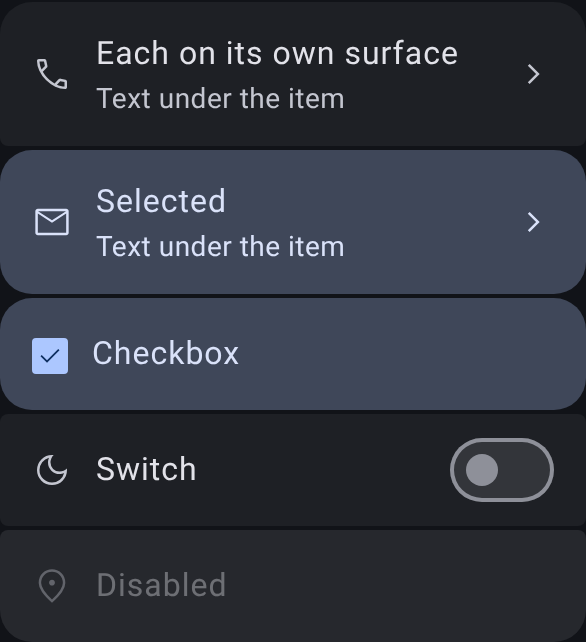 Each on its own surface
Text under the item
Selected
Text under the item
Checkbox
Switch
Disabled